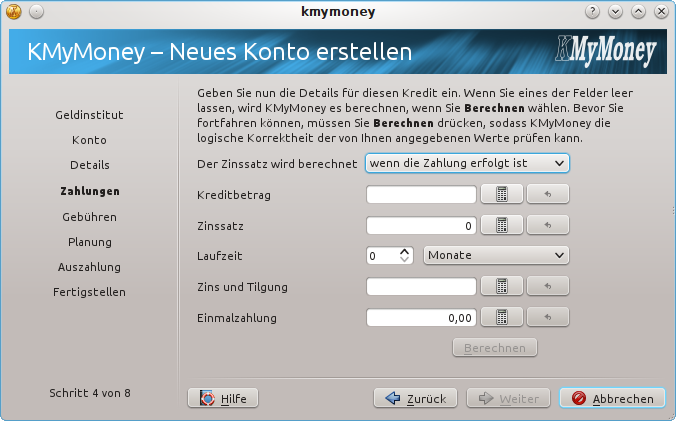 kmymoney
KMyMoney – Neues Konto erstellen
KMyMoney
Geldinstitut
Konto
Details
Zahlungen
Gebühren
Planung
Auszahlung
Fertigstellen
Schritt 4 von 8
Geben Sie nun die Details für diesen Kredit ein. Wenn Sie eines der Felder leer
lassen, wird KMyMoney es berechnen, wenn Sie Berechnen wählen. Bevor Sie
fortfahren können, müssen Sie Berechnen drücken, sodass KMyMoney die
logische Korrektheit der von Ihnen angegebenen Werte prüfen kann.
Der Zinssatz wird berechnet wenn die Zahlung erfolgt ist
Kreditbetrag
Zinssatz 0
Laufzeit 0 Monate
Zins und Tilgung
Einmalzahlung 0,00
Berechnen
Hilfe Zurück Weiter Abbrechen